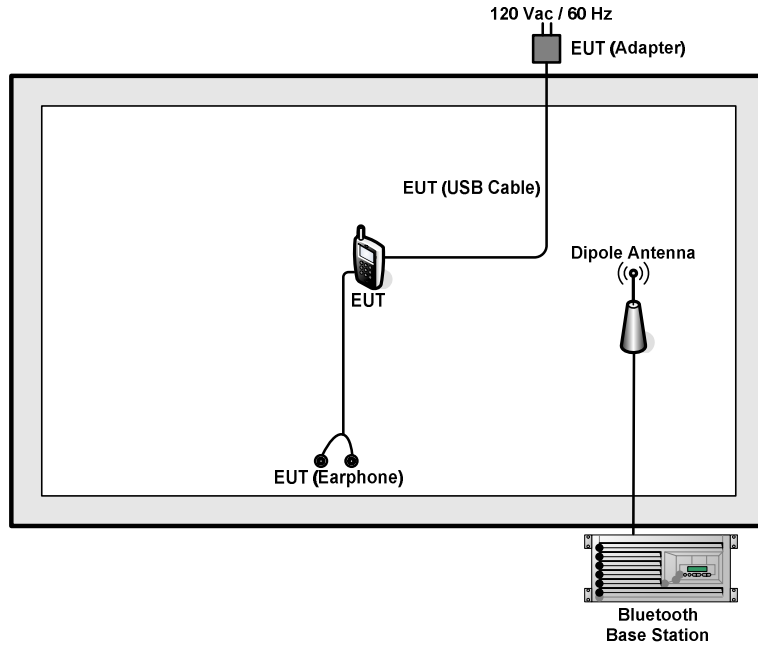 120 Vac / 60 Hz
EUT (Adapter)
EUT (USB Cable)
Dipole Antenna
EUT
EUT (Earphone)
Bluetooth
Base Station